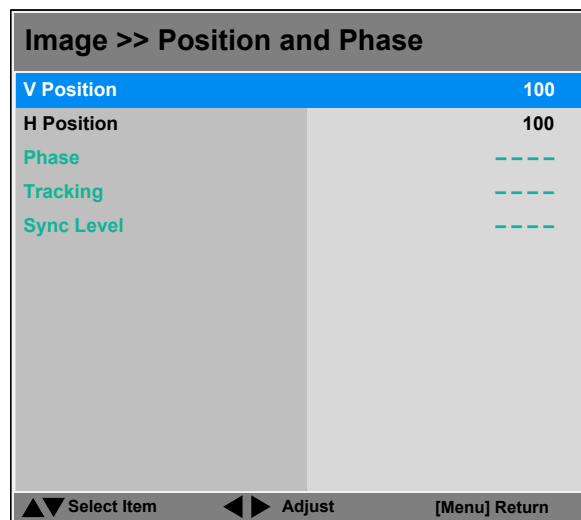 Image >> Position and Phase
V Position 100
H Position 100
Phase ----
Tracking ----
Sync Level ----
Select Item Adjust [Menu] Return